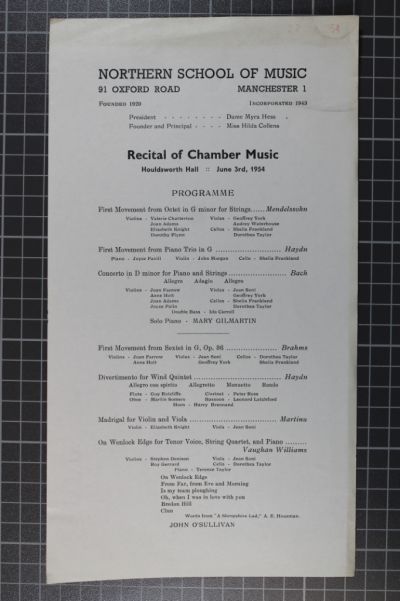 NORTHERN SCHOOL OF MUSIC
91 OXFORD ROAD MANCHESTER 1
FOUNDED 1920 INCORPORATED 1943
President - - - - - - - - Dame Myra Hess
Founder and Principal - - - - Miss Hilda Collens
Recital of Chamber Music
Houldsworth Hall :: June 3rd, 1954
PROGRAMME
First Movement from Octet in G minor for Strings...... Mendelssohn
Violins - Valerie Chatterton Violas - Geoffrey York
Joan Adams Audrey Waterhouse
Elizabeth Knight Cellos - Sheila Frankland
Dorothy Flynn Dorothea Taylor
First Movement from Piano Trio in G ........................ Haydn
Piano - Joyce Farill Violin - John Morgan Cello - Sheila Frankland
Concerto in D minor for Piano and Strings........................ Bach
Allegro Adagio Allegro
Violins - Jean Farrow Violas - Jean Soni
Anne Holt Geoffrey York
Joan Adams Cellos - Sheila Frankland
Dorothea Taylor
Double Bass - Ida Carroll
Solo Piano - MARY GILMARTIN
First Movement from Sextet in G, Op. 36 .................... Brahms
Violins - Jean Farrow Violas - Jean Soni Cellos - Dorothea Taylor
Anne Holt Geoffrey York Sheila Frankland
Divertimento for Wind Quintet ............................ Haydn
Allegro con spirito Allegretto Menuetto Rondo
Flute - Guy Ratcliffe Clarinet - Peter Ross
Oboe - Martin Somers Bassoon - Leonard Latchford
Horn - Harry
Madrigal for Violin and Viola ............................ Martinu
Violin - Elizabeth Knight Viola - Jean Soni
On Wenlock Edge for Tenor Voice, String Quartet, and Piano .........
Vaughan Williams
Violins - Stephen Denison Viola - Jean Soni
Roy Gerrard Cello - Dorothea Taylor
Piano - Terence Taylor
On Wenlock Edge
From Far, from Eve and Morning
Is my team ploughing
Oh, when I was in love with you
Bredon Hill
Clun
Words from "A Shropshire Lad," A. E. Housman.
JOHN O'SULLIVAN